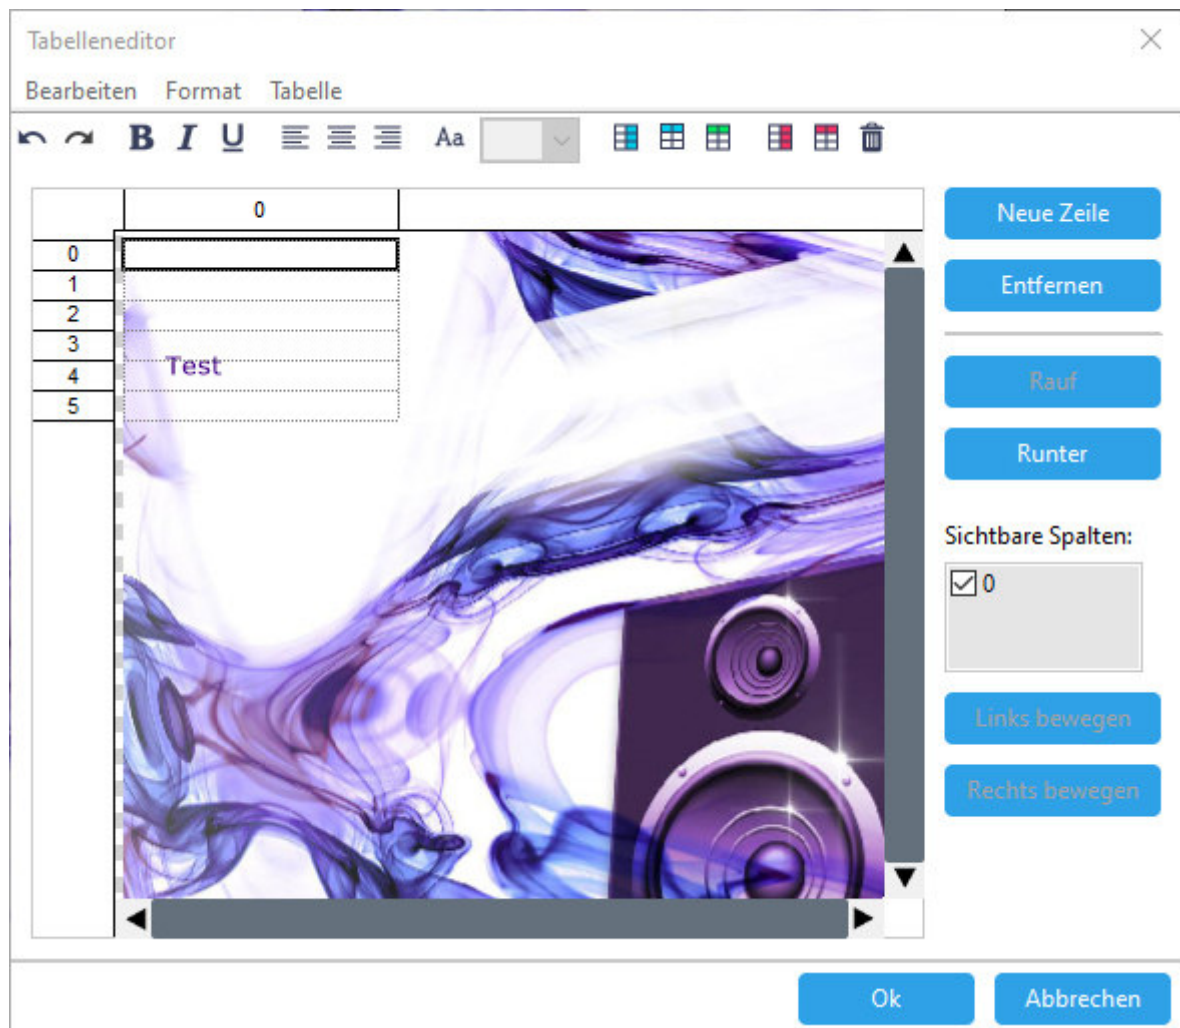 Tabelleneditor
Bearbeiten Format Tabelle
B I U Aa
0
0
1
2
3
Test
4
5
Neue Zeile
Entfernen
Rauf
Runter
Sichtbare Spalten:
0
Links bewegen
Rechts bewegen
Ok Abbrechen